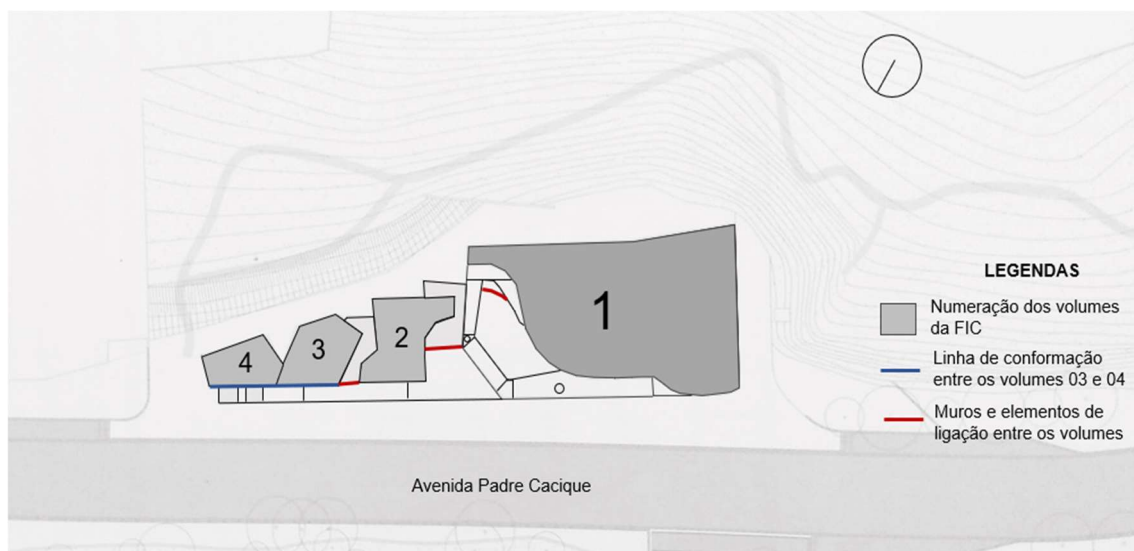 1
2
3
4
LEGENDAS
Numeração dos volumes
da FIC
Linha de conformação
entre os volumes 03 e 04
Muros e elementos de
ligação entre os volumes
Avenida Padre Cacique